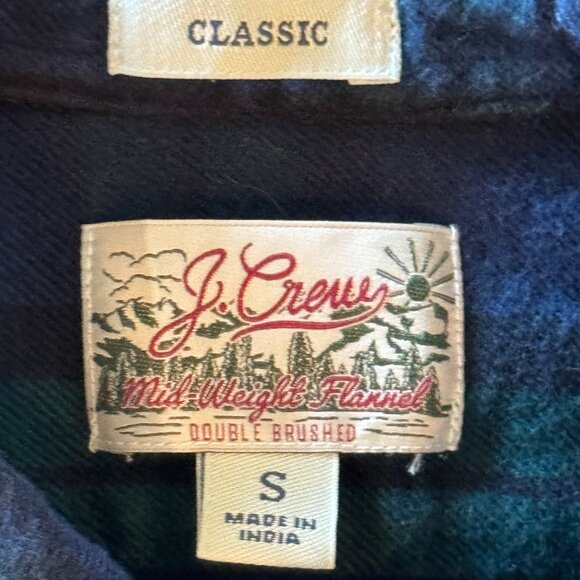 CLASSIC
J. Crew
Mid-Weight Flannel
DOUBLE BRUSHED
S
MADE IN
INDIA